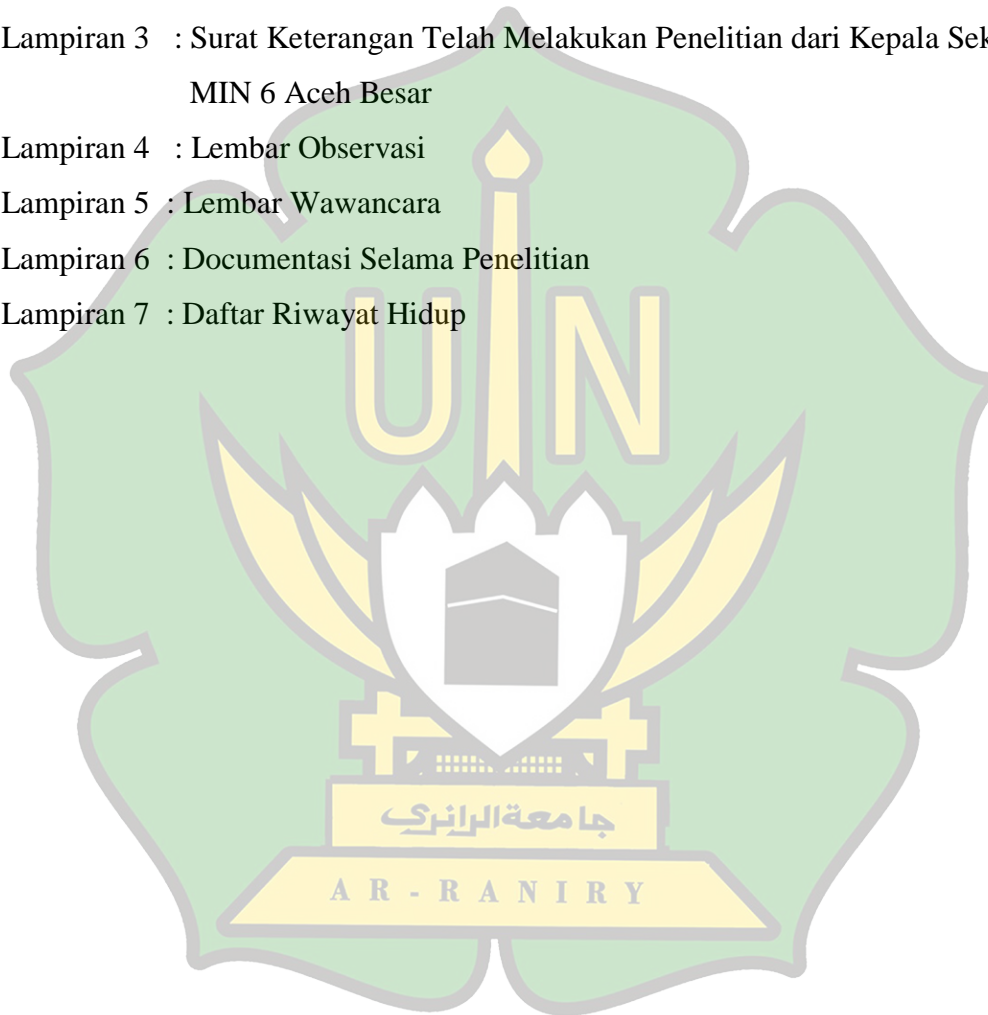 Lampiran 3 : Surat Keterangan Telah Melakukan Penelitian dari Kepala
MIN 6 Aceh Besar
Lampiran 4 : Lembar Observasi
Lampiran 5 : Lembar Wawancara
Lampiran 6 : Documentasi Selama Penelitian
Lampiran 7 : Daftar Riwayat Hidup
UIN
جامعة الرانري
AR-RANIRY